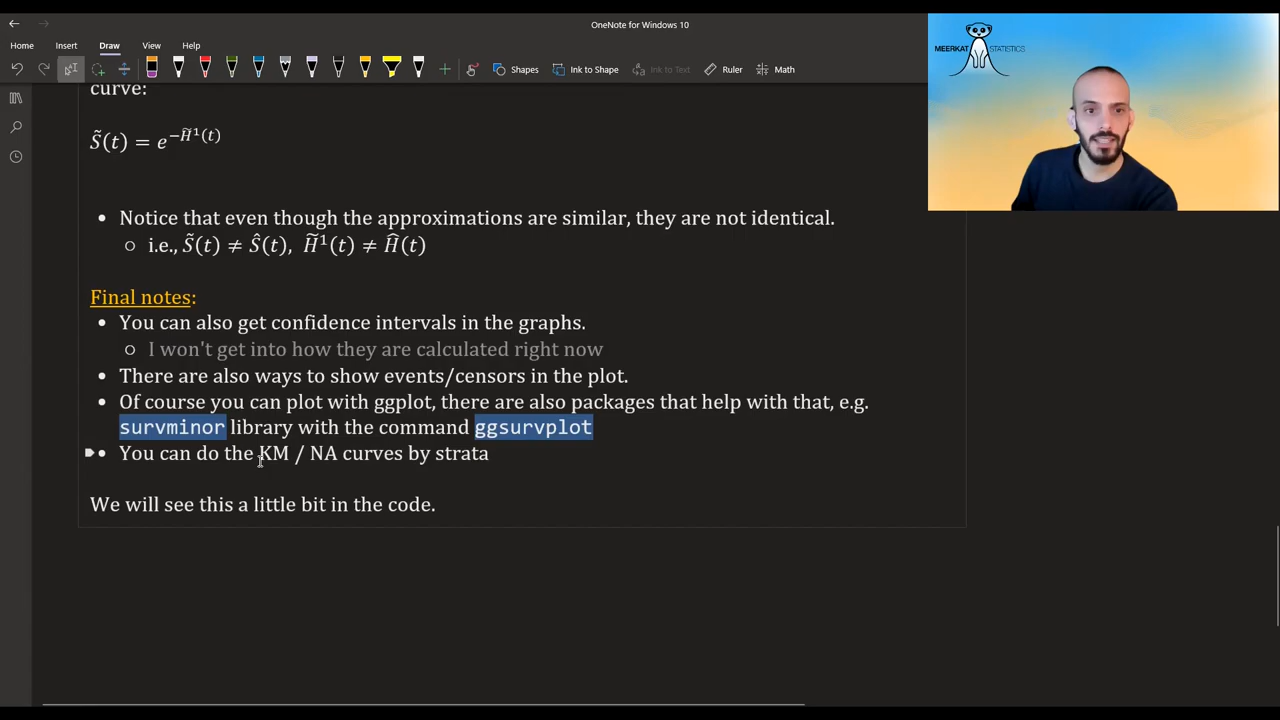 OneNote for Windows 10
MEERKAT STATISTICS
Home Insert Draw View Help
Shapes Ink to Shape Ink to Text Ruler Math
curve:
S̃(t) = e^{−H̃¹(t)}
• Notice that even though the approximations are similar, they are not identical.
○ i.e., S̃(t) ≠ Ŝ(t), H̃¹(t) ≠ Ĥ(t)
Final notes:
• You can also get confidence intervals in the graphs.
○ I won't get into how they are calculated right now
• There are also ways to show events/censors in the plot.
• Of course you can plot with ggplot, there are also packages that help with that, e.g.
survminor library with the command ggsurvplot
• You can do the KM / NA curves by strata
We will see this a little bit in the code.